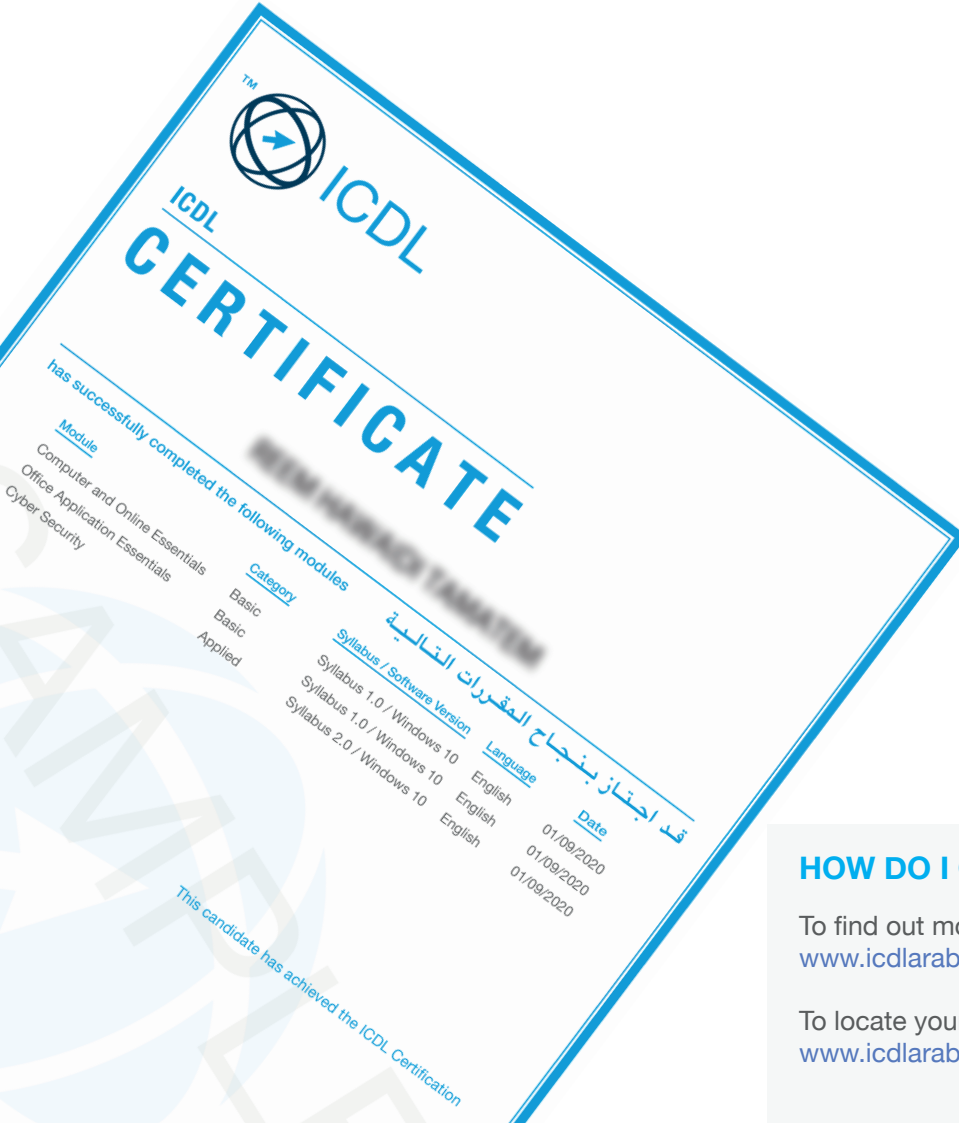 TM
ICDL
ICDL
CERTIFICATE
has successfully completed the following modules
قد اجتاز بنجاح المقررات التالية
Module Category Syllabus / Software Version Language Date
Computer and Online Essentials Basic Syllabus 1.0 / Windows 10 English 01/09/2020
Office Application Essentials Basic Syllabus 1.0 / Windows 10 English 01/09/2020
Cyber Security Applied Syllabus 2.0 / Windows 10 English 01/09/2020
This candidate has achieved the ICDL Certification
SAMPLE
HOW DO I
To find out mo
www.icdlarab
To locate you
www.icdlarab